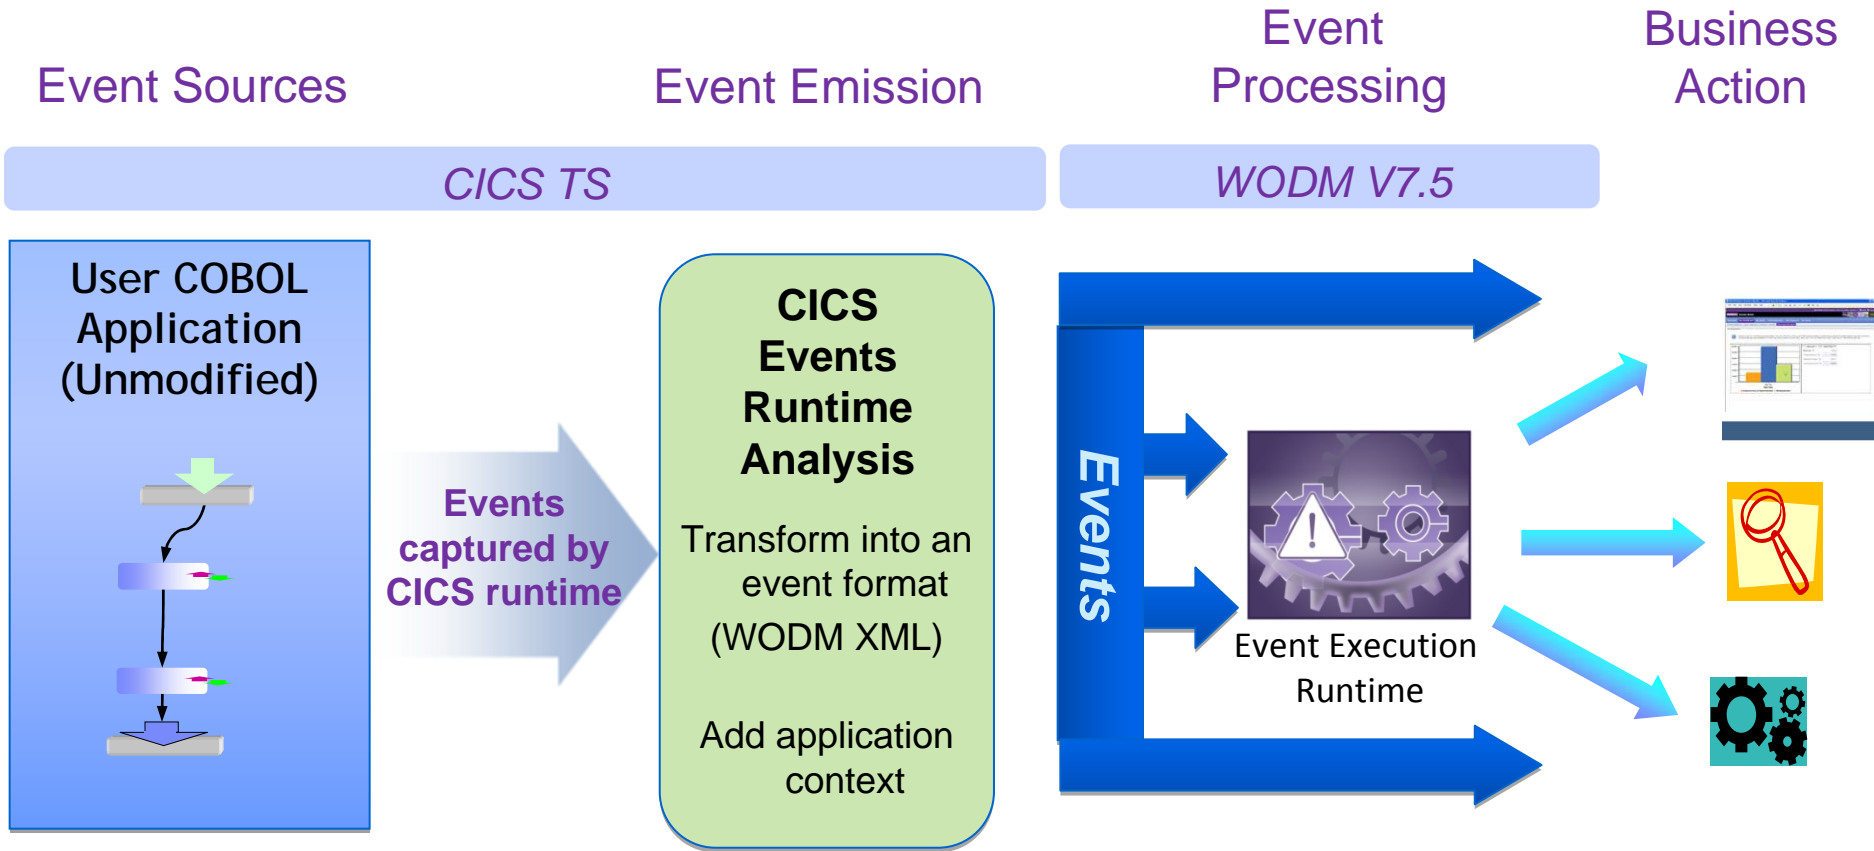 Event Sources
Event Emission
Event
Processing
Business
Action
CICS TS
WODM V7.5
User COBOL
Application
(Unmodified)
Events
captured by
CICS runtime
CICS
Events
Runtime
Analysis
Transform into an
event format
(WODM XML)
Add application
context
Events
Event Execution
Runtime